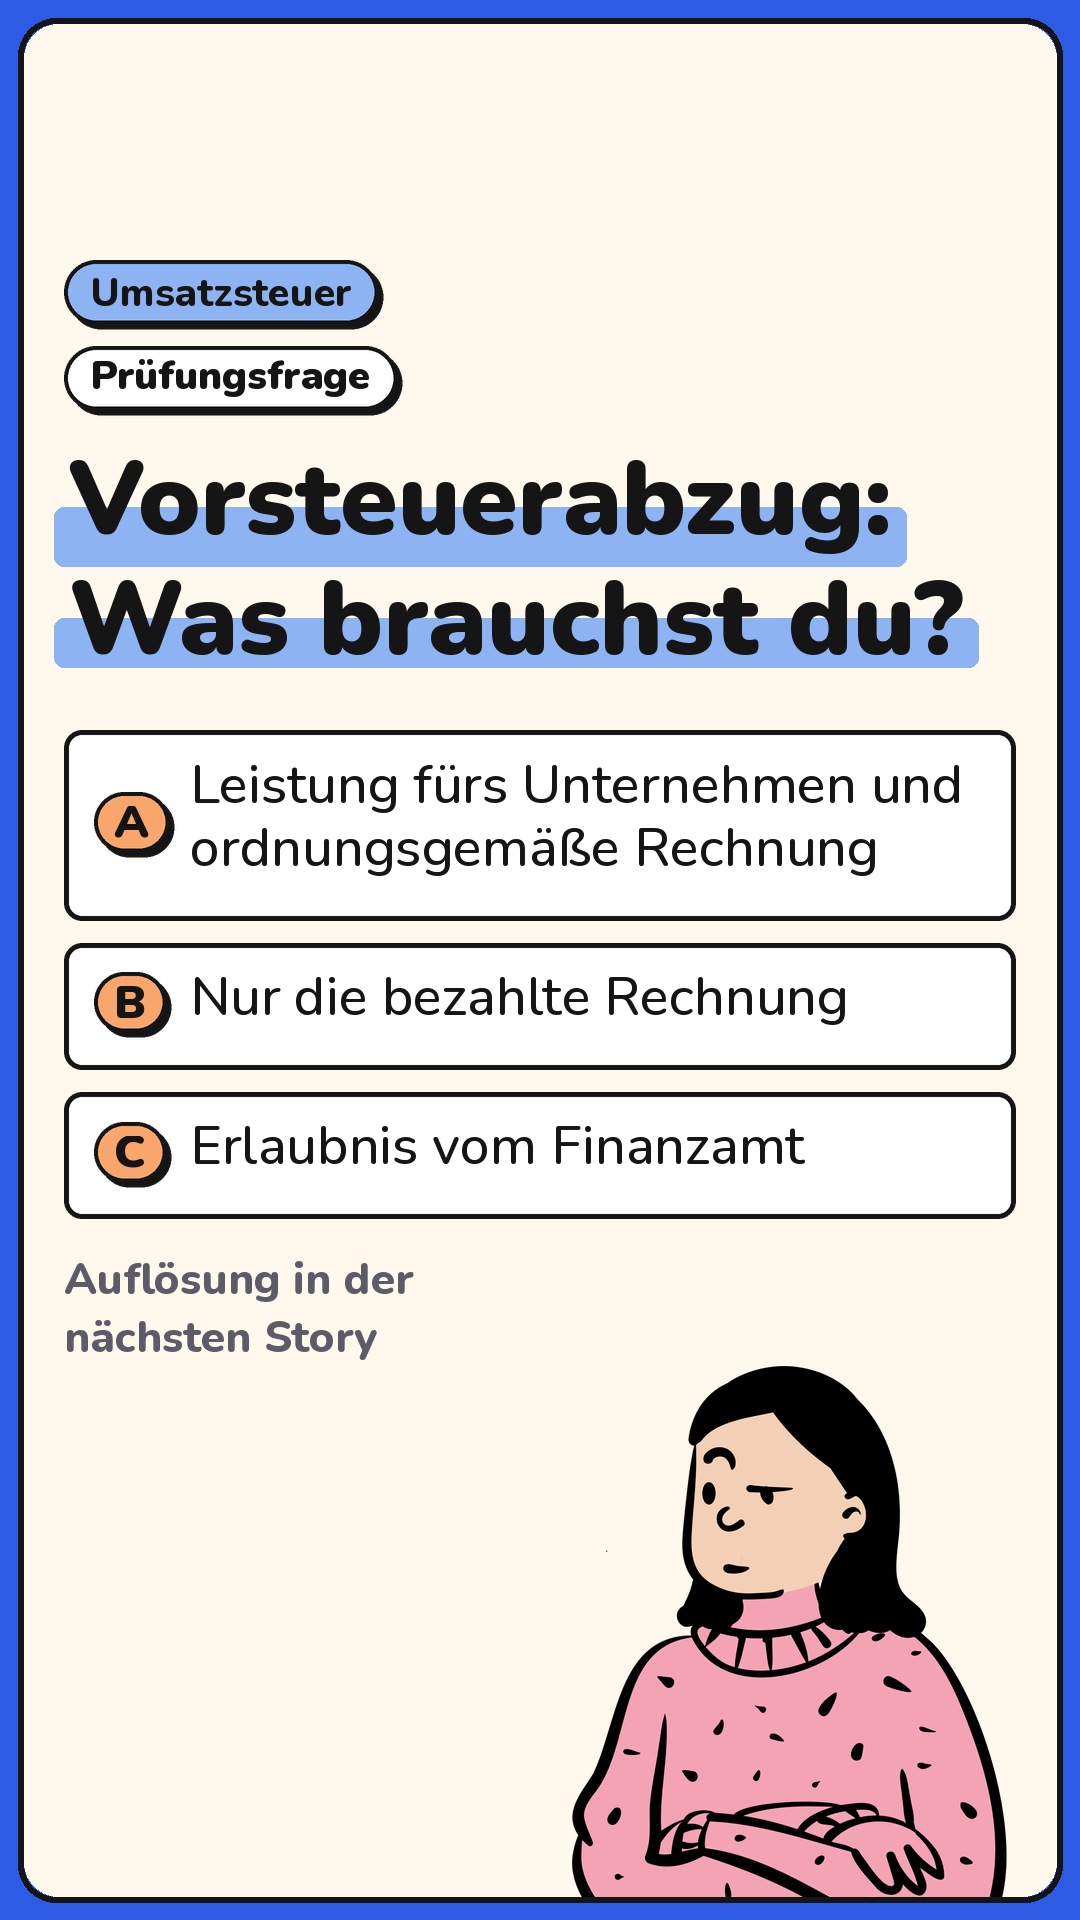 Umsatzsteuer
Prüfungsfrage
Vorsteuerabzug:
Was brauchst du?
A Leistung fürs Unternehmen und
ordnungsgemäße Rechnung
B Nur die bezahlte Rechnung
C Erlaubnis vom Finanzamt
Auflösung in der
nächsten Story